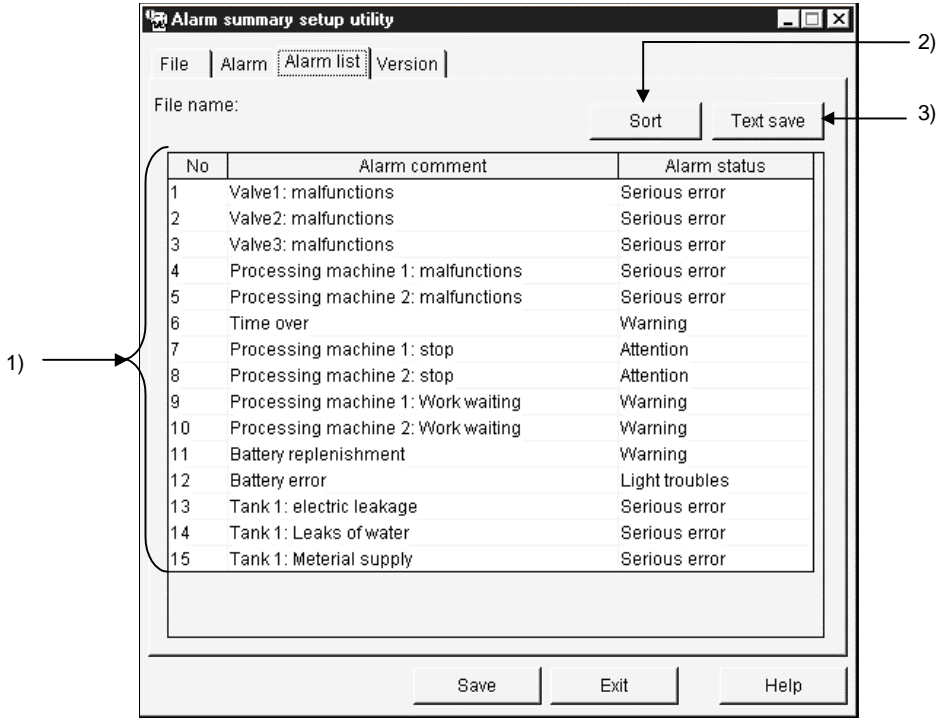 Alarm summary setup utility
2)
File Alarm Alarm list Version
File name:
Sort Text save
3)
No Alarm comment Alarm status
1 Valve1: malfunctions Serious error
2 Valve2: malfunctions Serious error
3 Valve3: malfunctions Serious error
4 Processing machine 1: malfunctions Serious error
5 Processing machine 2: malfunctions Serious error
6 Time over Warning
7 Processing machine 1: stop Attention
1)
8 Processing machine 2: stop Attention
9 Processing machine 1: Work waiting Warning
10 Processing machine 2: Work waiting Warning
11 Battery replenishment Warning
12 Battery error Light troubles
13 Tank 1: electric leakage Serious error
14 Tank 1: Leaks of water Serious error
15 Tank 1: Meterial supply Serious error
Save Exit Help